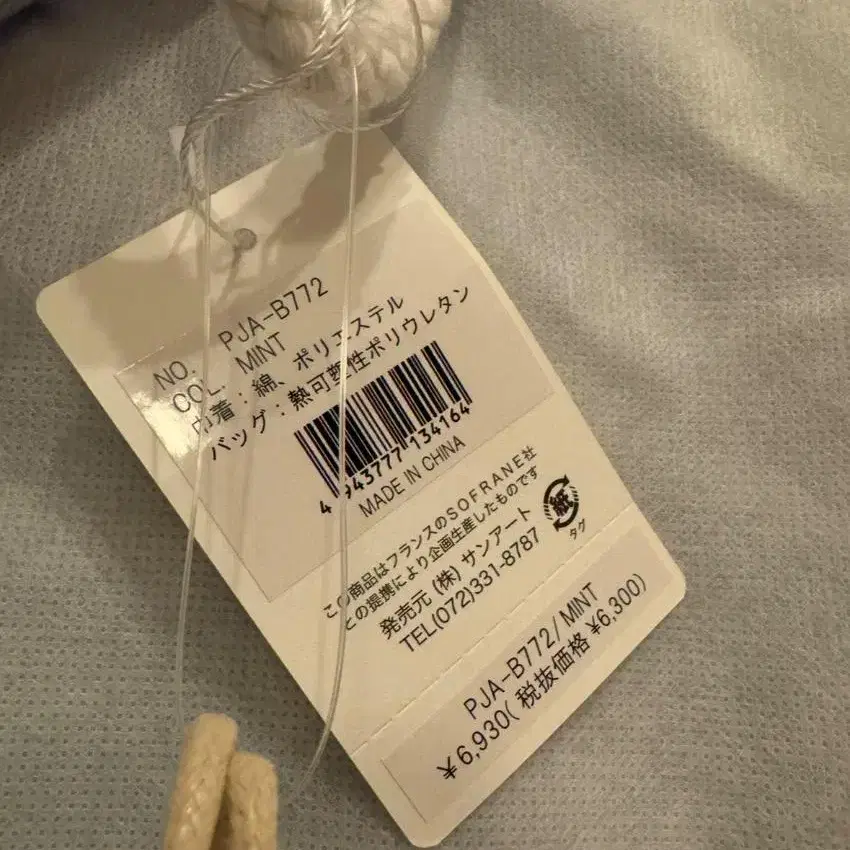 NO. PJA-B772
COL. MINT
巾着：綿、ポリエステル
バッグ：熱可塑性ポリウレタン
4 943777 134164
MADE IN CHINA
この商品はフランスのSOFRANE社
との提携により企画生産したものです
発売元 (株) サンアート
TEL(072)331-8787
紙
タグ
PJA-B772/MINT
¥6,930(税抜価格 ¥6,300)